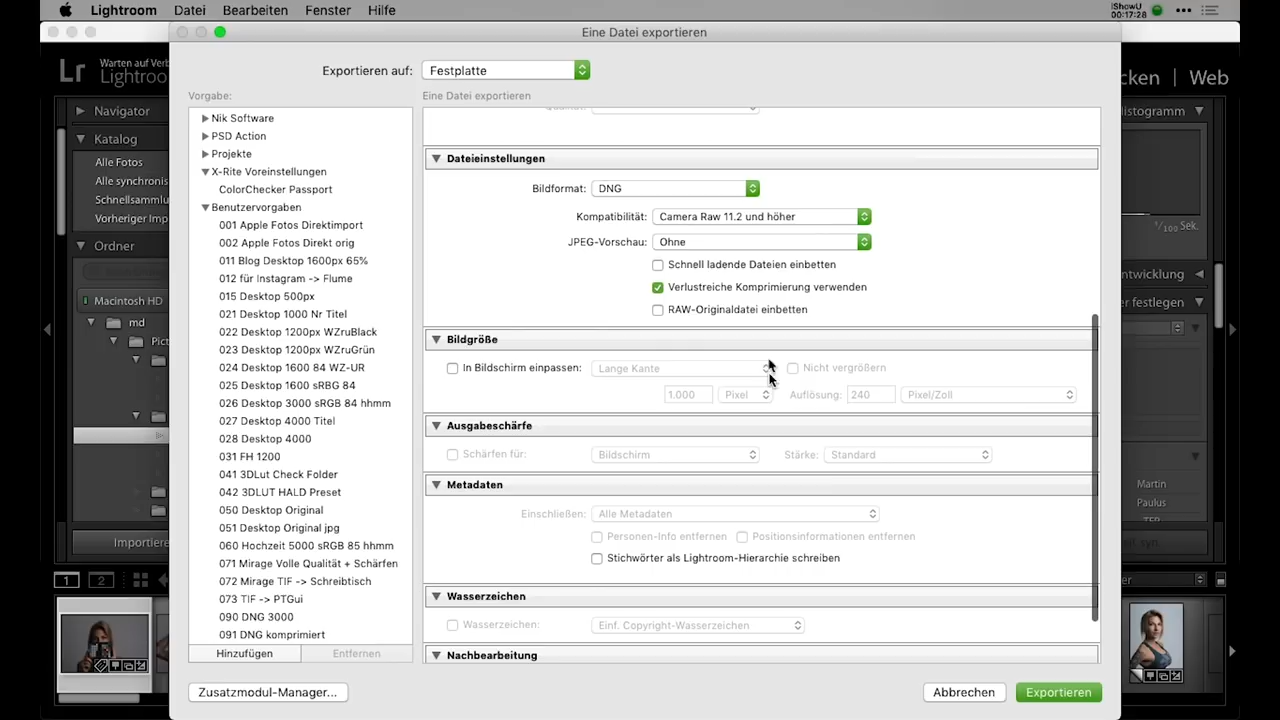 Lightroom Datei Bearbeiten Fenster Hilfe
iShowU
00:17:28
Eine Datei exportieren
Lr Warten auf Verb
Lightroo
cken | Web
Exportieren auf: Festplatte
Vorgabe:
Eine Datei exportieren
Navigator
Katalog
Alle Fotos
Alle synchronis
Schnellsammlu
Vorheriger Imp
Ordner
Macintosh HD
md
Pict
Importiere
1 2
Nik Software
PSD Action
Projekte
X-Rite Voreinstellungen
ColorChecker Passport
Benutzervorgaben
001 Apple Fotos Direktimport
002 Apple Fotos Direkt orig
011 Blog Desktop 1600px 65%
012 für Instagram -> Flume
015 Desktop 500px
021 Desktop 1000 Nr Titel
022 Desktop 1200px WZruBlack
023 Desktop 1200px WZruGrün
024 Desktop 1600 84 WZ-UR
025 Desktop 1600 sRBG 84
026 Desktop 3000 sRGB 84 hhmm
027 Desktop 4000 Titel
028 Desktop 4000
031 FH 1200
041 3DLut Check Folder
042 3DLUT HALD Preset
050 Desktop Original
051 Desktop Original jpg
060 Hochzeit 5000 sRGB 85 hhmm
071 Mirage Volle Qualität + Schärfen
072 Mirage TIF -> Schreibtisch
073 TIF -> PTGui
090 DNG 3000
091 DNG komprimiert
Hinzufügen Entfernen
Dateieinstellungen
Bildformat: DNG
Kompatibilität: Camera Raw 11.2 und höher
JPEG-Vorschau: Ohne
Schnell ladende Dateien einbetten
Verlustreiche Komprimierung verwenden
RAW-Originaldatei einbetten
Bildgröße
In Bildschirm einpassen: Lange Kante Nicht vergrößern
1.000 Pixel Auflösung: 240 Pixel/Zoll
Ausgabeschärfe
Schärfen für: Bildschirm Stärke: Standard
Metadaten
Einschließen: Alle Metadaten
Personen-Info entfernen Positionsinformationen entfernen
Stichwörter als Lightroom-Hierarchie schreiben
Wasserzeichen
Wasserzeichen: Einf. Copyright-Wasserzeichen
Nachbearbeitung
istogramm
1/100 Sek.
ntwicklung
er festlegen
Martin
Paulus
er
Zusatzmodul-Manager... Abbrechen Exportieren